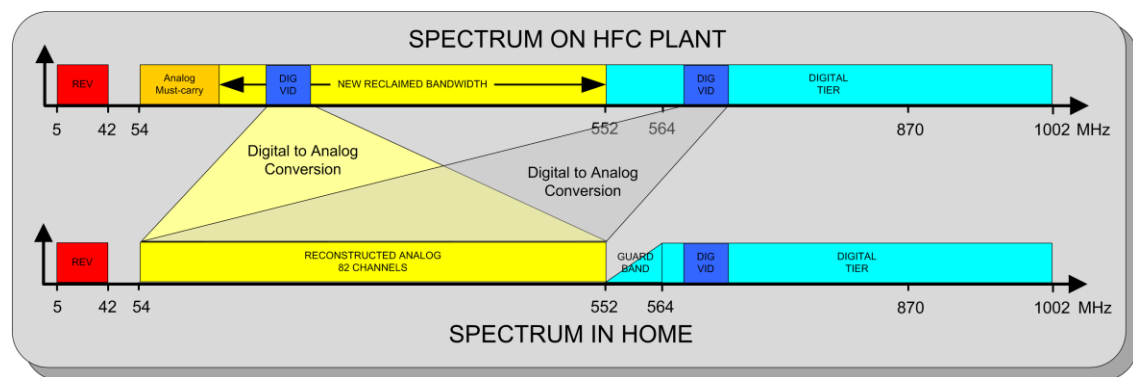 SPECTRUM ON HFC PLANT
REV
Analog
Must-carry
DIG
VID
NEW RECLAIMED BANDWIDTH
DIG
VID
DIGITAL
TIER
5 42 54 552 564 870 1002 MHz
Digital to Analog
Conversion
Digital to Analog
Conversion
REV
RECONSTRUCTED ANALOG
82 CHANNELS
GUARD
BAND
DIG
VID
DIGITAL
TIER
5 42 54 552 564 870 1002 MHz
SPECTRUM IN HOME